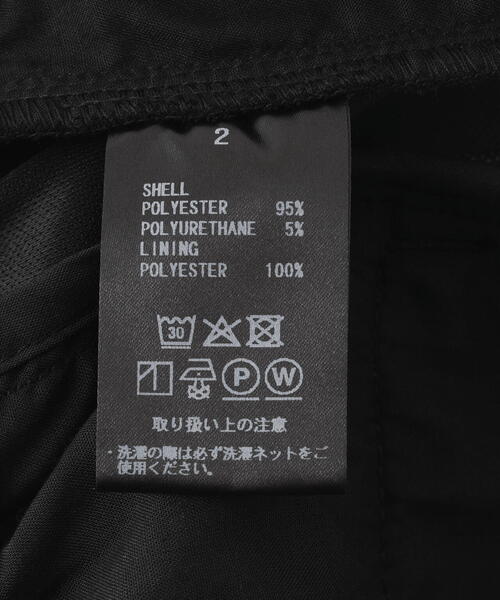 2
SHELL
POLYESTER 95%
POLYURETHANE 5%
LINING
POLYESTER 100%
30
P W
取り扱い上の注意
・洗濯の際は必ず洗濯ネットをご
使用ください。